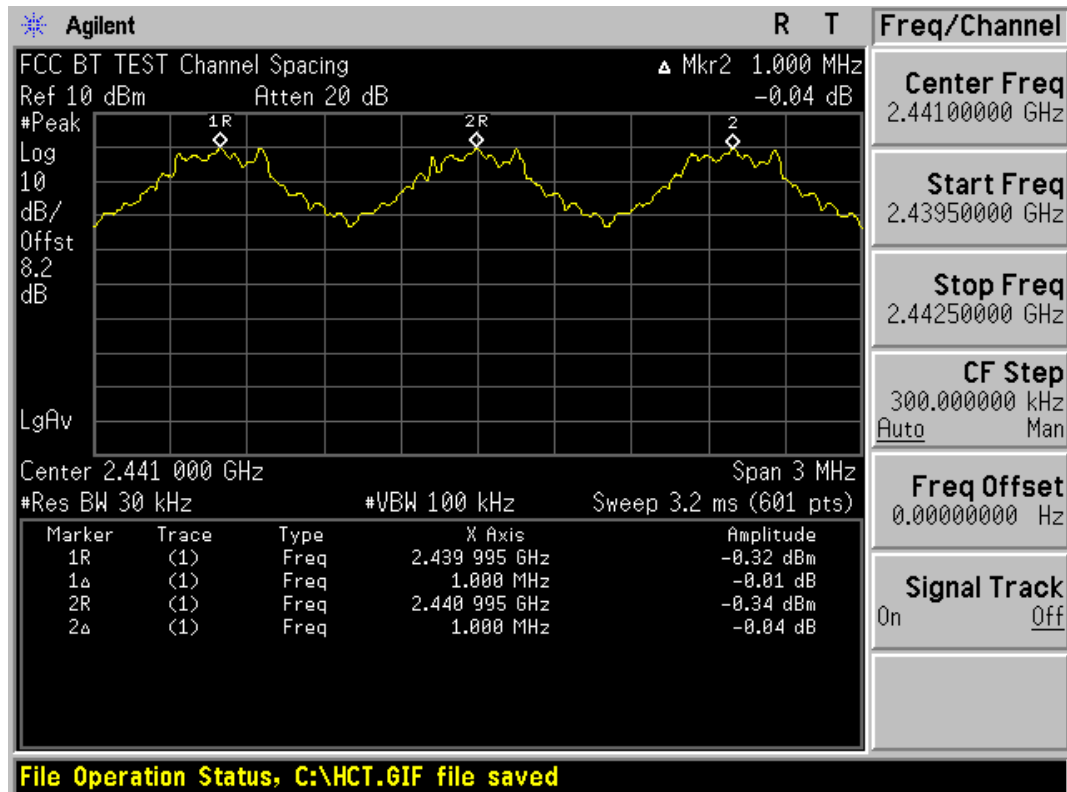 Agilent R T
FCC BT TEST Channel Spacing Δ Mkr2 1.000 MHz
Ref 10 dBm Atten 20 dB -0.04 dB
#Peak
Log
10
dB/
Offst
8.2
dB
LgAv
1R 2R 2
Center 2.441 000 GHz Span 3 MHz
#Res BW 30 kHz #VBW 100 kHz Sweep 3.2 ms (601 pts)
Marker Trace Type X Axis Amplitude
1R (1) Freq 2.439 995 GHz -0.32 dBm
1Δ (1) Freq 1.000 MHz -0.01 dB
2R (1) Freq 2.440 995 GHz -0.34 dBm
2Δ (1) Freq 1.000 MHz -0.04 dB
File Operation Status, C:\HCT.GIF file saved
Freq/Channel
Center Freq
2.44100000 GHz
Start Freq
2.43950000 GHz
Stop Freq
2.44250000 GHz
CF Step
300.000000 kHz
Auto Man
Freq Offset
0.00000000 Hz
Signal Track
On Off